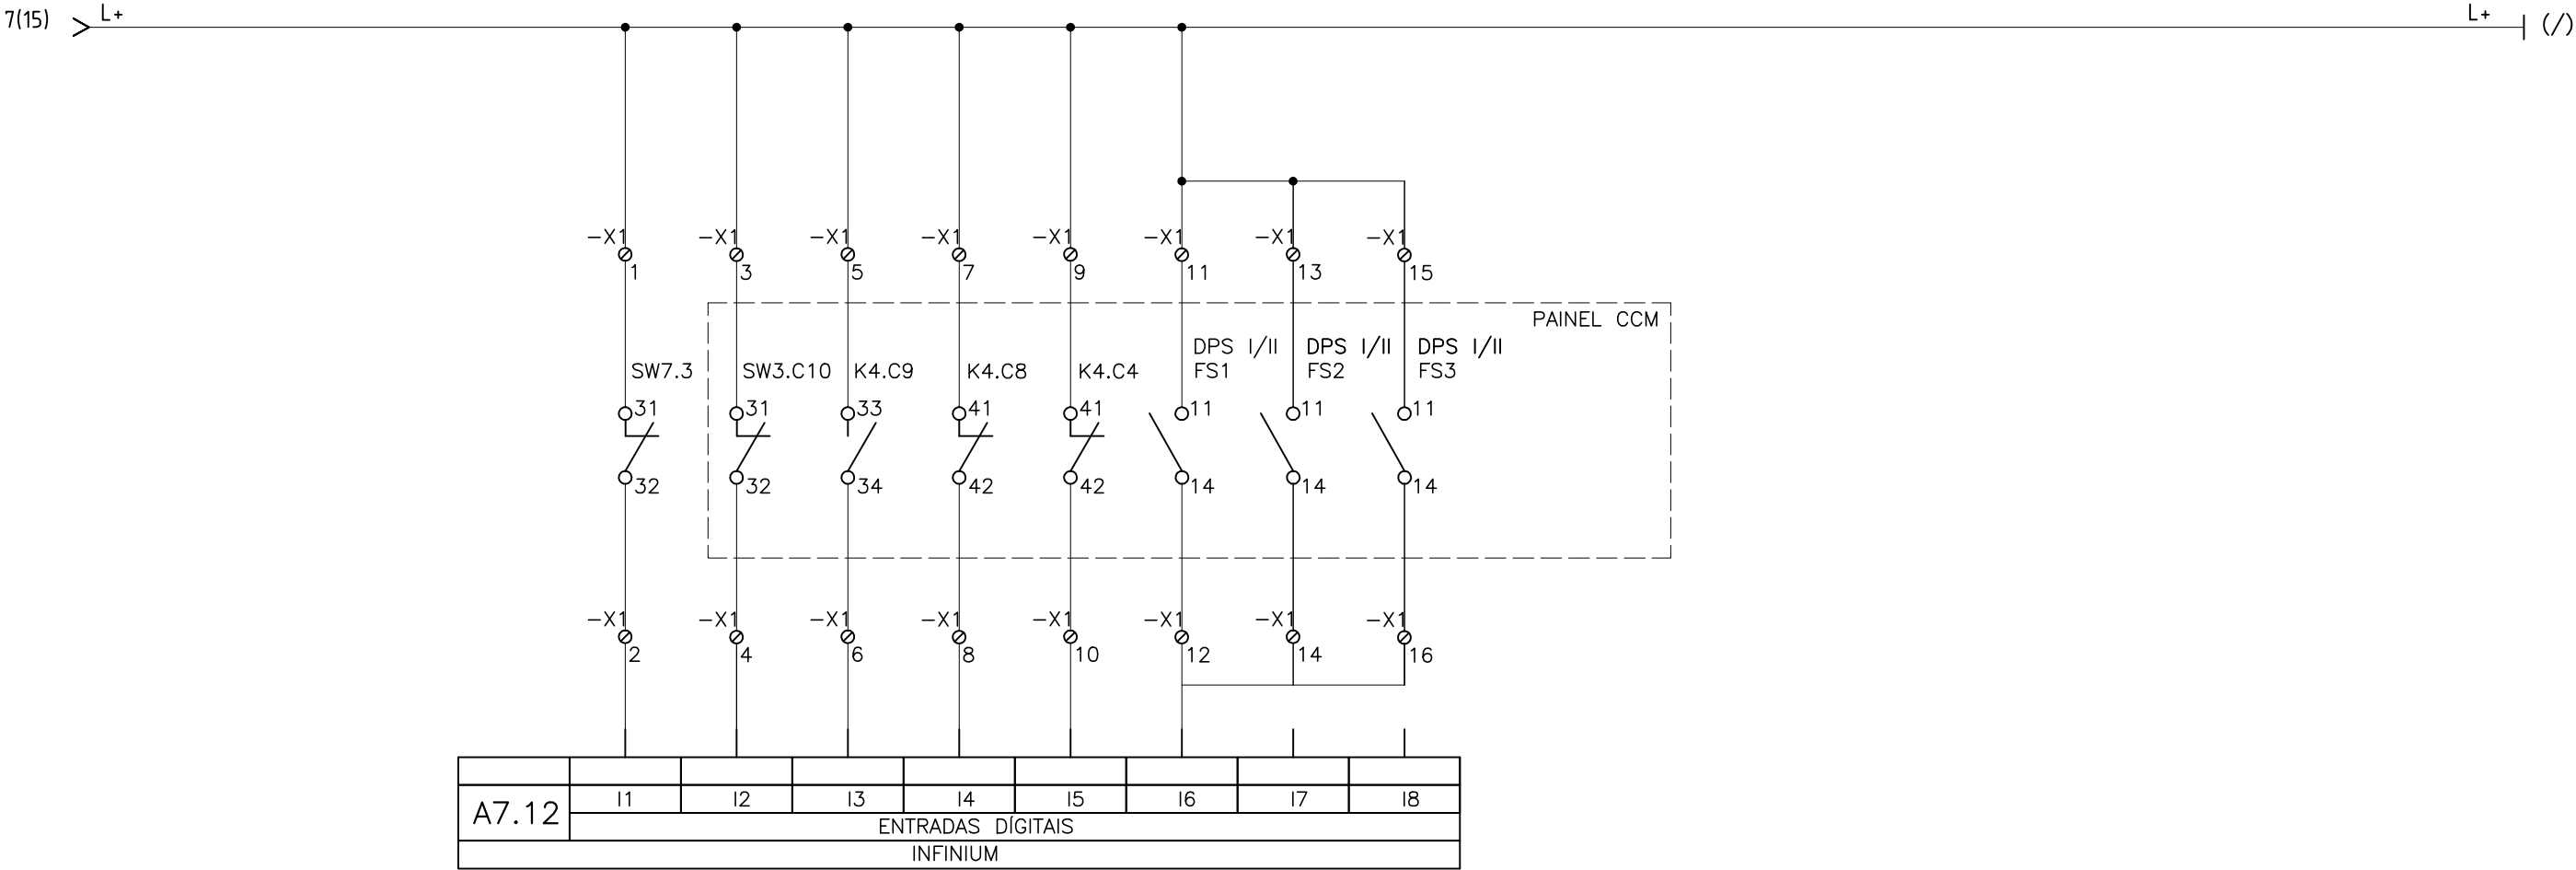 7(15) L+ L+ (/)
-X1 -X1 -X1 -X1 -X1 -X1 -X1 -X1
1 3 5 7 9 11 13 15
PAINEL CCM
DPS I/II DPS I/II DPS I/II
SW7.3 SW3.C10 K4.C9 K4.C8 K4.C4 FS1 FS2 FS3
31 31 33 41 41 11 11 11
32 32 34 42 42 14 14 14
-X1 -X1 -X1 -X1 -X1 -X1 -X1 -X1
2 4 6 8 10 12 14 16
A7.12 I1 I2 I3 I4 I5 I6 I7 I8
ENTRADAS DÍGITAIS
INFINIUM